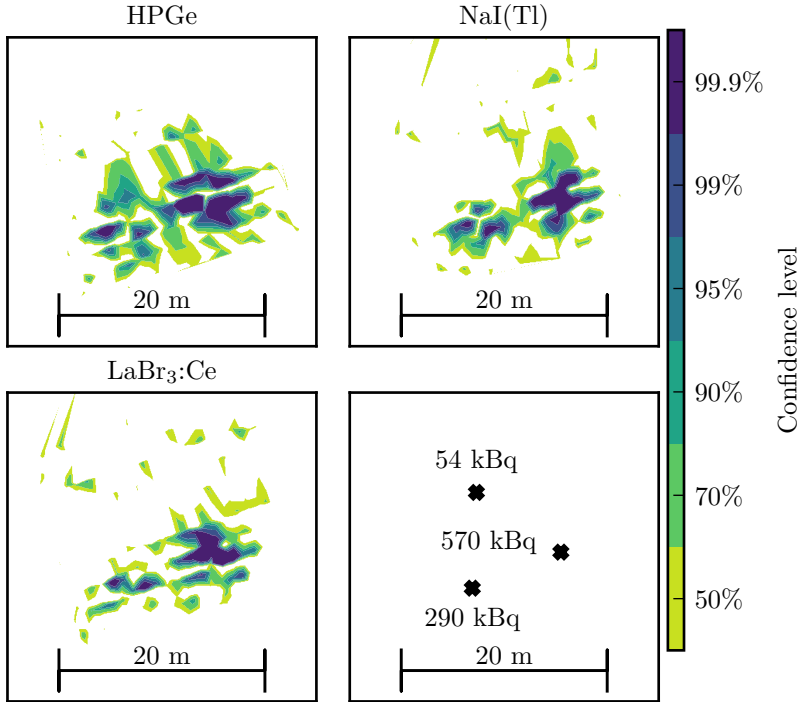 HPGe
NaI(Tl)
20 m
20 m
LaBr₃:Ce
54 kBq
570 kBq
290 kBq
20 m
20 m
99.9%
99%
95%
90%
70%
50%
Confidence level